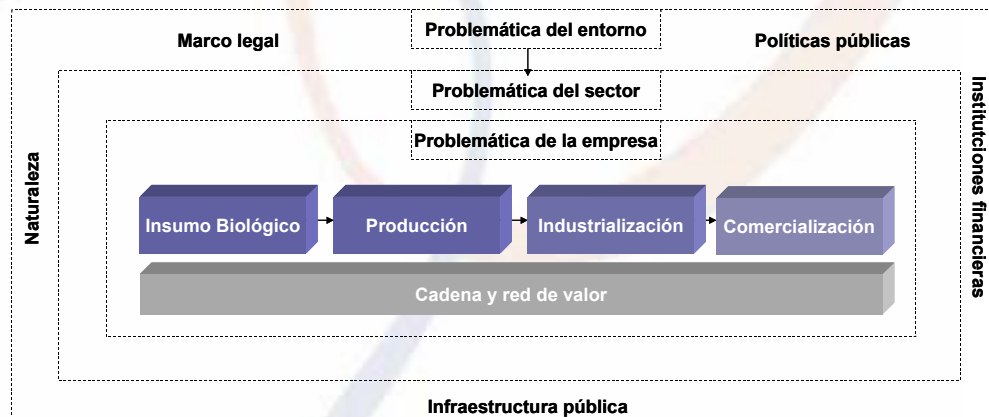 Problemática del entorno
Marco legal
Políticas públicas
Problemática del sector
Problemática de la empresa
Naturaleza
Institutciones financieras
Insumo Biológico
Producción
Industrialización
Comercialización
Cadena y red de valor
Infraestructura pública